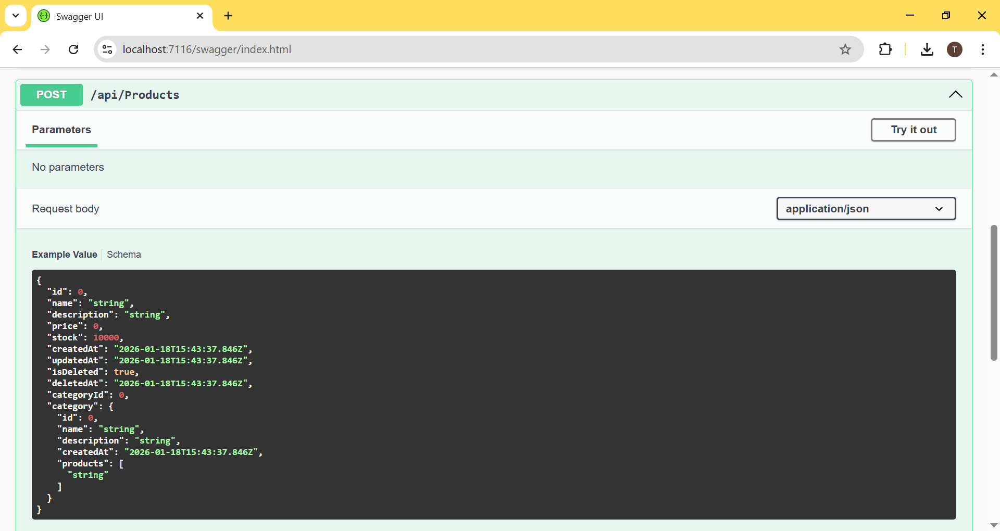 Swagger UI
localhost:7116/swagger/index.html
T
POST /api/Products
Parameters
Try it out
No parameters
Request body
application/json
Example Value
Schema
{
  "id": 0,
  "name": "string",
  "description": "string",
  "price": 0,
  "stock": 10000,
  "createdAt": "2026-01-18T15:43:37.846Z",
  "updatedAt": "2026-01-18T15:43:37.846Z",
  "isDeleted": true,
  "deletedAt": "2026-01-18T15:43:37.846Z",
  "categoryId": 0,
  "category": {
    "id": 0,
    "name": "string",
    "description": "string",
    "createdAt": "2026-01-18T15:43:37.846Z",
    "products": [
      "string"
    ]
  }
}